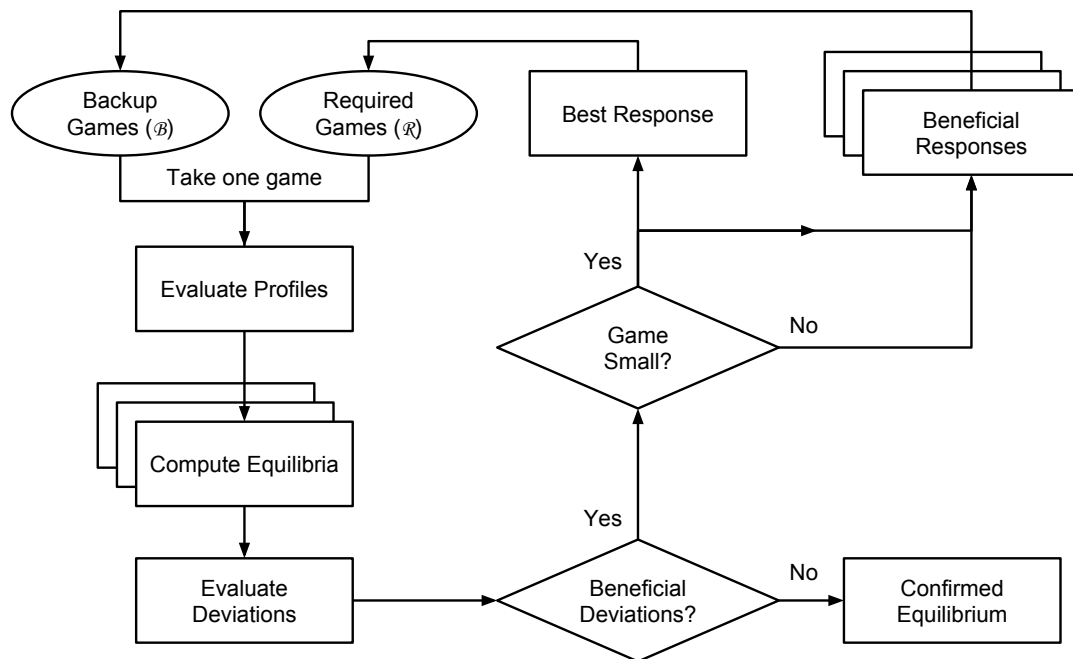 Backup
Games (ℬ)
Required
Games (ℛ)
Best Response
Beneficial
Responses
Take one game
Evaluate Profiles
Yes
No
Game
Small?
Compute Equilibria
Yes
Evaluate
Deviations
Beneficial
Deviations?
No
Confirmed
Equilibrium